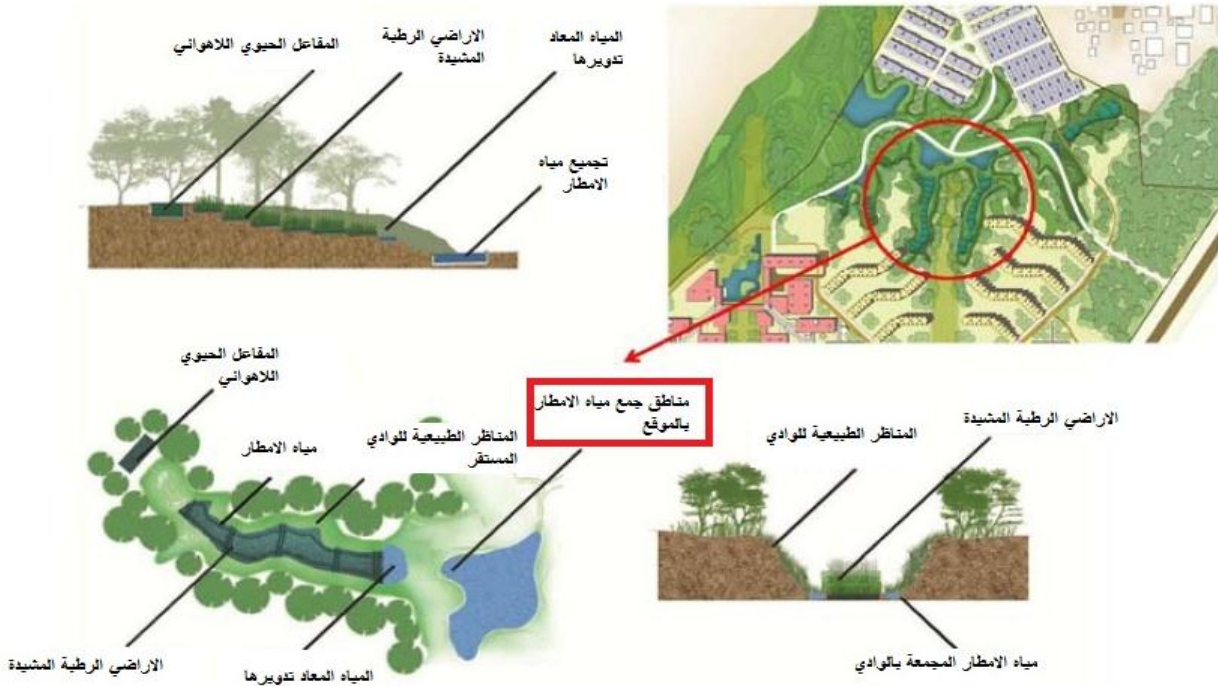 المفاعل الحيوي اللاهوائي
الاراضي الرطبة
المشيدة
المياه المعاد
تدويرها
تجميع مياه
الامطار
المفاعل الحيوي
اللاهوائي
مياه الامطار
المناظر الطبيعية للوادي
المستقر
مناطق جمع مياه الامطار
بالموقع
الاراضي الرطبة المشيدة
المياه المعاد تدويرها
المناظر الطبيعية للوادي
الاراضي الرطبة المشيدة
مياه الامطار المجمعة بالوادي